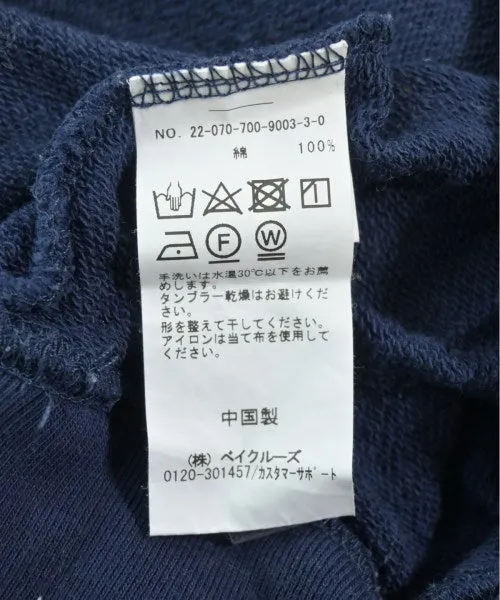 NO. 22-070-700-9003-3-0
綿 100%
F W
手洗いは水温30℃以下をお薦
めします。
タンブラー乾燥はお避けくださ
さい。
形を整えて干してください。
アイロンは当て布を使用して
ください。
中国製
(株) ベイクルーズ
0120-301457/カスタマーサポート